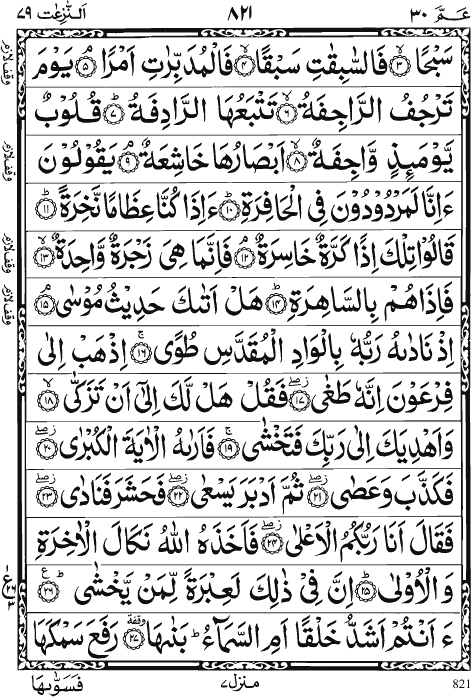 عَمَّ ٣٠
٨٢١
اَلنّٰزِعٰت ٧٩
سَبْحًا ۙ﴿٣﴾ فَالسّٰبِقٰتِ سَبْقًا ۙ﴿٤﴾ فَالْمُدَبِّرٰتِ اَمْرًا ۘ﴿٥﴾ يَوْمَ
تَرْجُفُ الرَّاجِفَةُ ۙ﴿٦﴾ تَتْبَعُهَا الرَّادِفَةُ ؕ﴿٧﴾ قُلُوْبٌ
يَّوْمَىِٕذٍ وَّاجِفَةٌ ۙ﴿٨﴾ اَبْصَارُهَا خَاشِعَةٌ ۘ﴿٩﴾ يَقُوْلُوْنَ
ءَاِنَّا لَمَرْدُوْدُوْنَ فِى الْحَافِرَةِ ؕ﴿١٠﴾ ءَاِذَا كُنَّا عِظَامًا نَّخِرَةً ؕ﴿١١﴾
قَالُوْا تِلْكَ اِذًا كَرَّةٌ خَاسِرَةٌ ۘ﴿١٢﴾ فَاِنَّمَا هِىَ زَجْرَةٌ وَّاحِدَةٌ ۙ﴿١٣﴾
فَاِذَا هُمْ بِالسَّاهِرَةِ ؕ﴿١٤﴾ هَلْ اَتٰىكَ حَدِيْثُ مُوْسٰى ۘ﴿١٥﴾
اِذْ نَادٰىهُ رَبُّهٗ بِالْوَادِ الْمُقَدَّسِ طُوًى ۚ﴿١٦﴾ اِذْهَبْ اِلٰى
فِرْعَوْنَ اِنَّهٗ طَغٰى ۖ﴿١٧﴾ فَقُلْ هَلْ لَّكَ اِلٰٓى اَنْ تَزَكّٰى ۙ﴿١٨﴾
وَاَهْدِيَكَ اِلٰى رَبِّكَ فَتَخْشٰى ۚ﴿١٩﴾ فَاَرٰىهُ الْاٰيَةَ الْكُبْرٰى ۖ﴿٢٠﴾
فَكَذَّبَ وَعَصٰى ۖ﴿٢١﴾ ثُمَّ اَدْبَرَ يَسْعٰى ۖ﴿٢٢﴾ فَحَشَرَ فَنَادٰى ۖ﴿٢٣﴾
فَقَالَ اَنَا رَبُّكُمُ الْاَعْلٰى ۖ﴿٢٤﴾ فَاَخَذَهُ اللّٰهُ نَكَالَ الْاٰخِرَةِ
وَالْاُوْلٰى ؕ﴿٢٥﴾ اِنَّ فِىْ ذٰلِكَ لَعِبْرَةً لِّمَنْ يَّخْشٰى ؕ﴿٢٦﴾
ءَاَنْتُمْ اَشَدُّ خَلْقًا اَمِ السَّمَآءُ ؕ بَنٰىهَا ۥ﴿٢٧﴾ رَفَعَ سَمْكَهَا
وقف لازم
وقف لازم
وقف لازم
وقف لازم
821
منزل ٧
فَسَوّٰىهَا